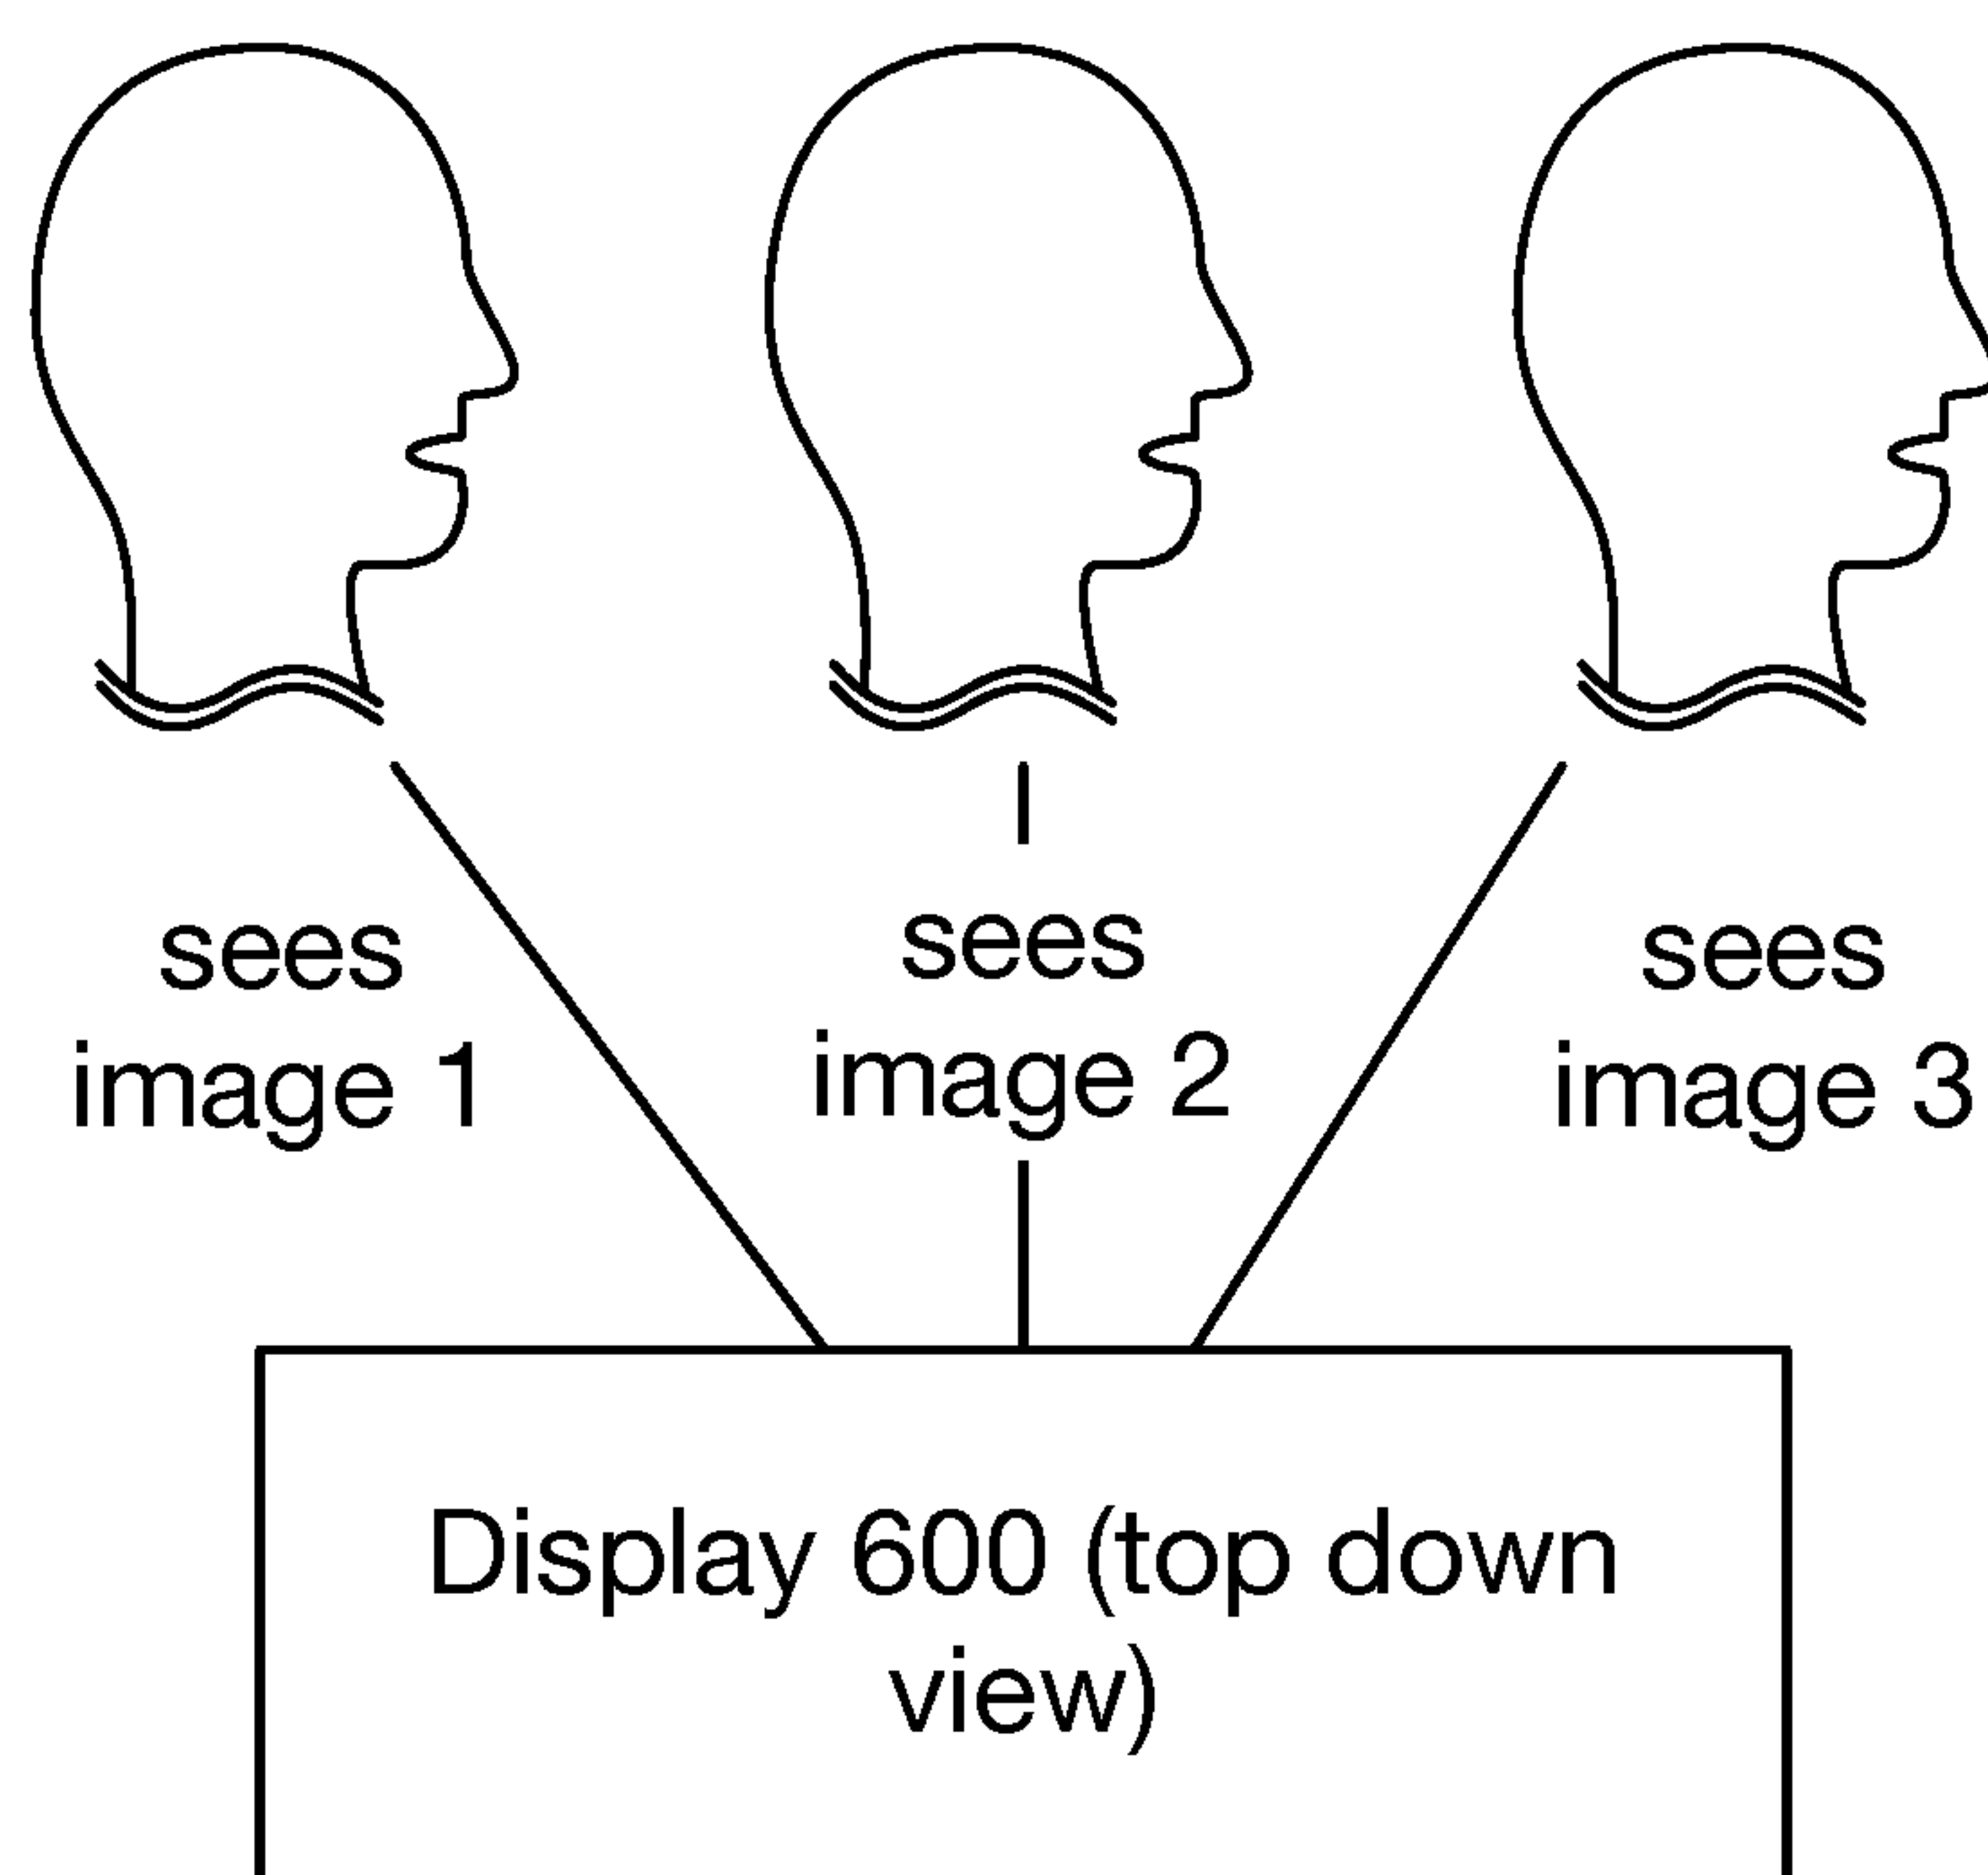 sees
image 1
sees
image 2
sees
image 3
Display 600 (top down
view)